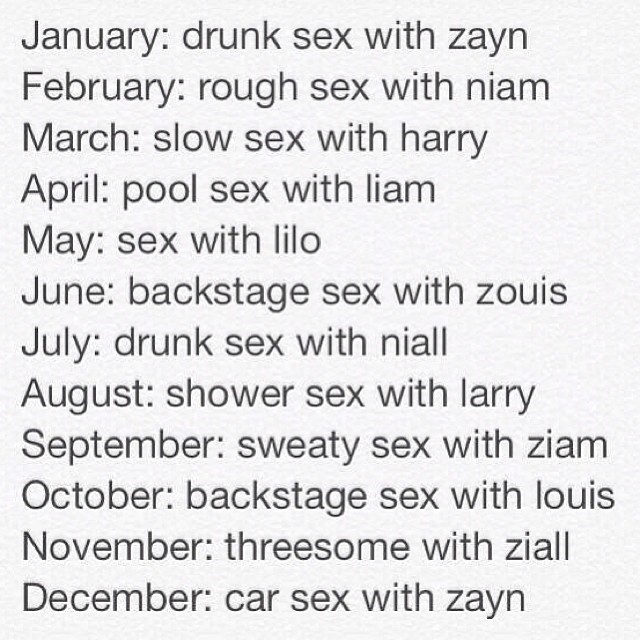 January: drunk sex with zayn
February: rough sex with niam
March: slow sex with harry
April: pool sex with liam
May: sex with lilo
June: backstage sex with zouis
July: drunk sex with niall
August: shower sex with larry
September: sweaty sex with ziam
October: backstage sex with louis
November: threesome with ziall
December: car sex with zayn